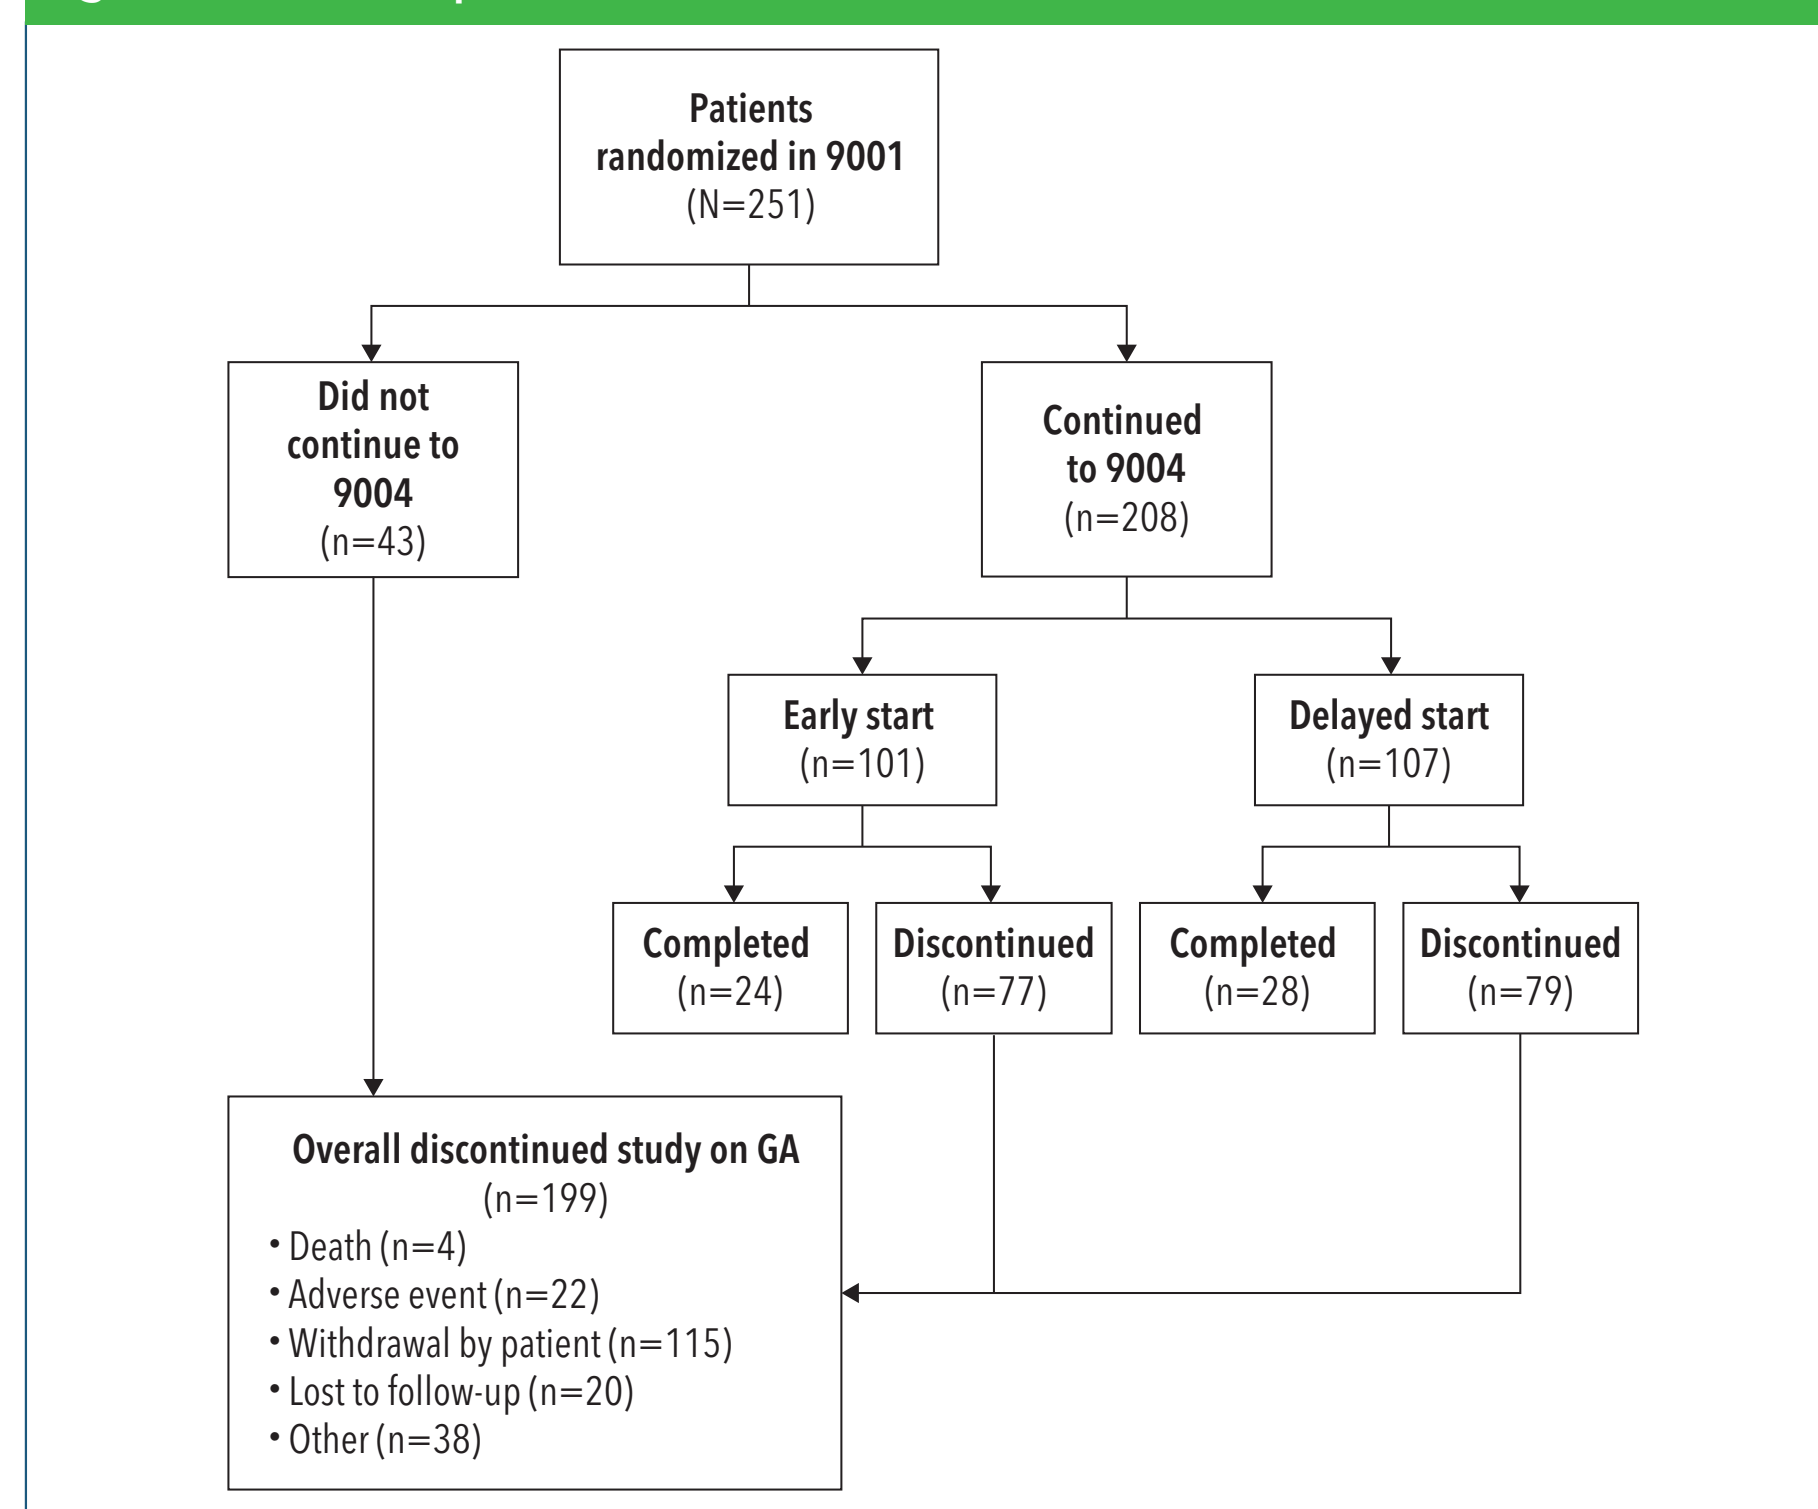 Patients
randomized in 9001
(N=251)
Did not
continue to
9004
(n=43)
Continued
to 9004
(n=208)
Early start
(n=101)
Delayed start
(n=107)
Completed
(n=24)
Discontinued
(n=77)
Completed
(n=28)
Discontinued
(n=79)
Overall discontinued study on GA
(n=199)
• Death (n=4)
• Adverse event (n=22)
• Withdrawal by patient (n=115)
• Lost to follow-up (n=20)
• Other (n=38)